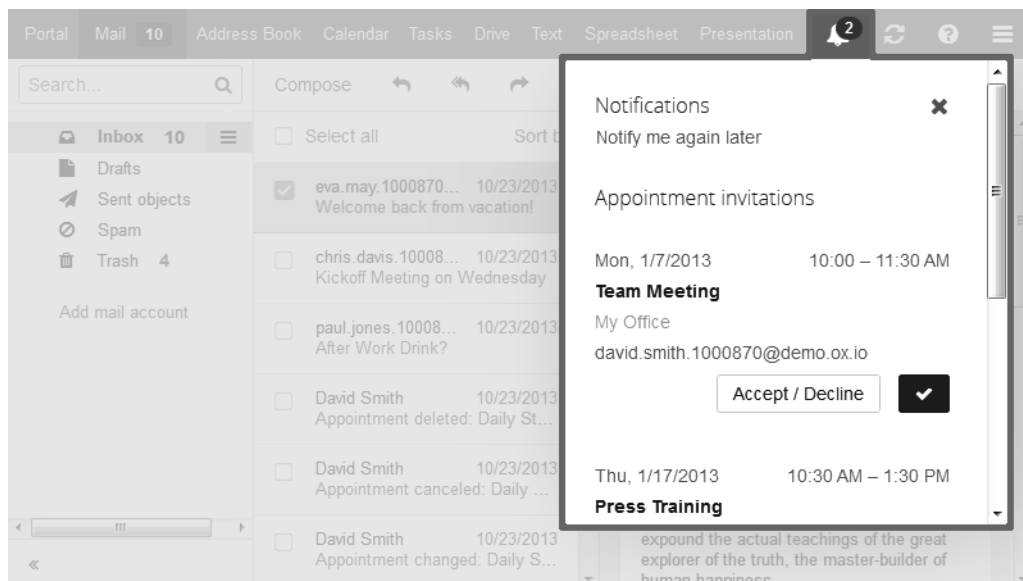 Portal Mail 10 Address Book Calendar Tasks Drive Text Spreadsheet Presentation 2
Search...
Inbox 10
Drafts
Sent objects
Spam
Trash 4
Add mail account
Compose
Select all Sort
eva.may.1000870... 10/23/2013
Welcome back from vacation!
chris.davis.10008... 10/23/2013
Kickoff Meeting on Wednesday
paul.jones.10008... 10/23/2013
After Work Drink?
David Smith 10/23/2013
Appointment deleted: Daily St...
David Smith 10/23/2013
Appointment canceled: Daily ...
David Smith 10/23/2013
Appointment changed: Daily S...
Notifications
Notify me again later
Appointment invitations
Mon, 1/7/2013 10:00 – 11:30 AM
Team Meeting
My Office
david.smith.1000870@demo.ox.io
Accept / Decline
Thu, 1/17/2013 10:30 AM – 1:30 PM
Press Training
expound the actual teachings of the great
explorer of the truth, the master-builder of
human happiness